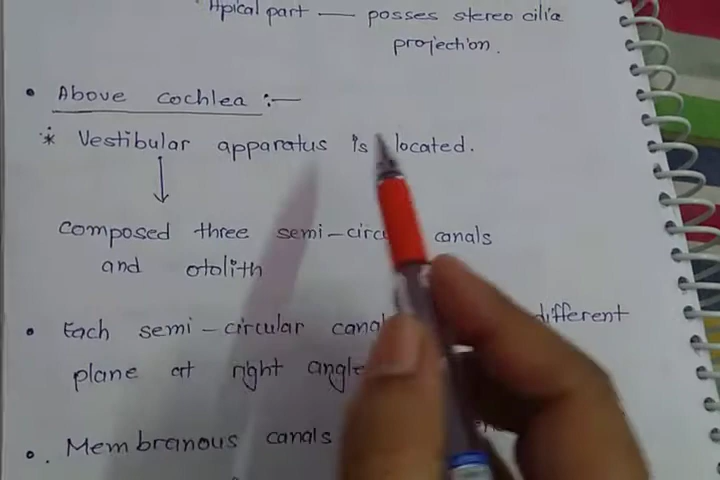 Apical part — posses stereo cilia
projection.
• Above cochlea :-
* Vestibular apparatus is located.
↓
composed three semi-circu canals
and otolith
• Each semi-circular canal different
plane at right angle
• Membranous canals